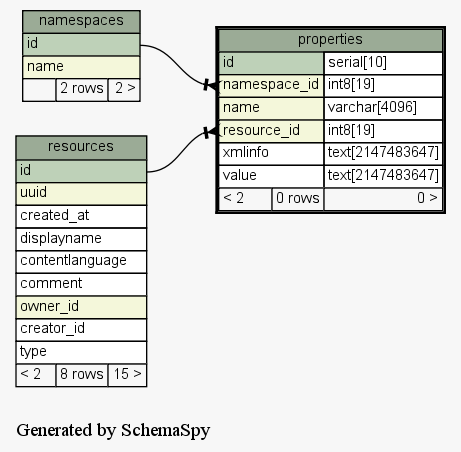 namespaces
id
name
2 rows 2 >
properties
id serial[10]
namespace_id int8[19]
name varchar[4096]
resource_id int8[19]
xmlinfo text[2147483647]
value text[2147483647]
< 2 0 rows 0 >
resources
id
uuid
created_at
displayname
contentlanguage
comment
owner_id
creator_id
type
< 2 8 rows 15 >
Generated by SchemaSpy